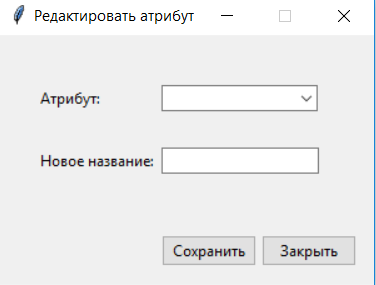 Редактировать атрибут
Атрибут:
Новое название:
Сохранить Закрыть